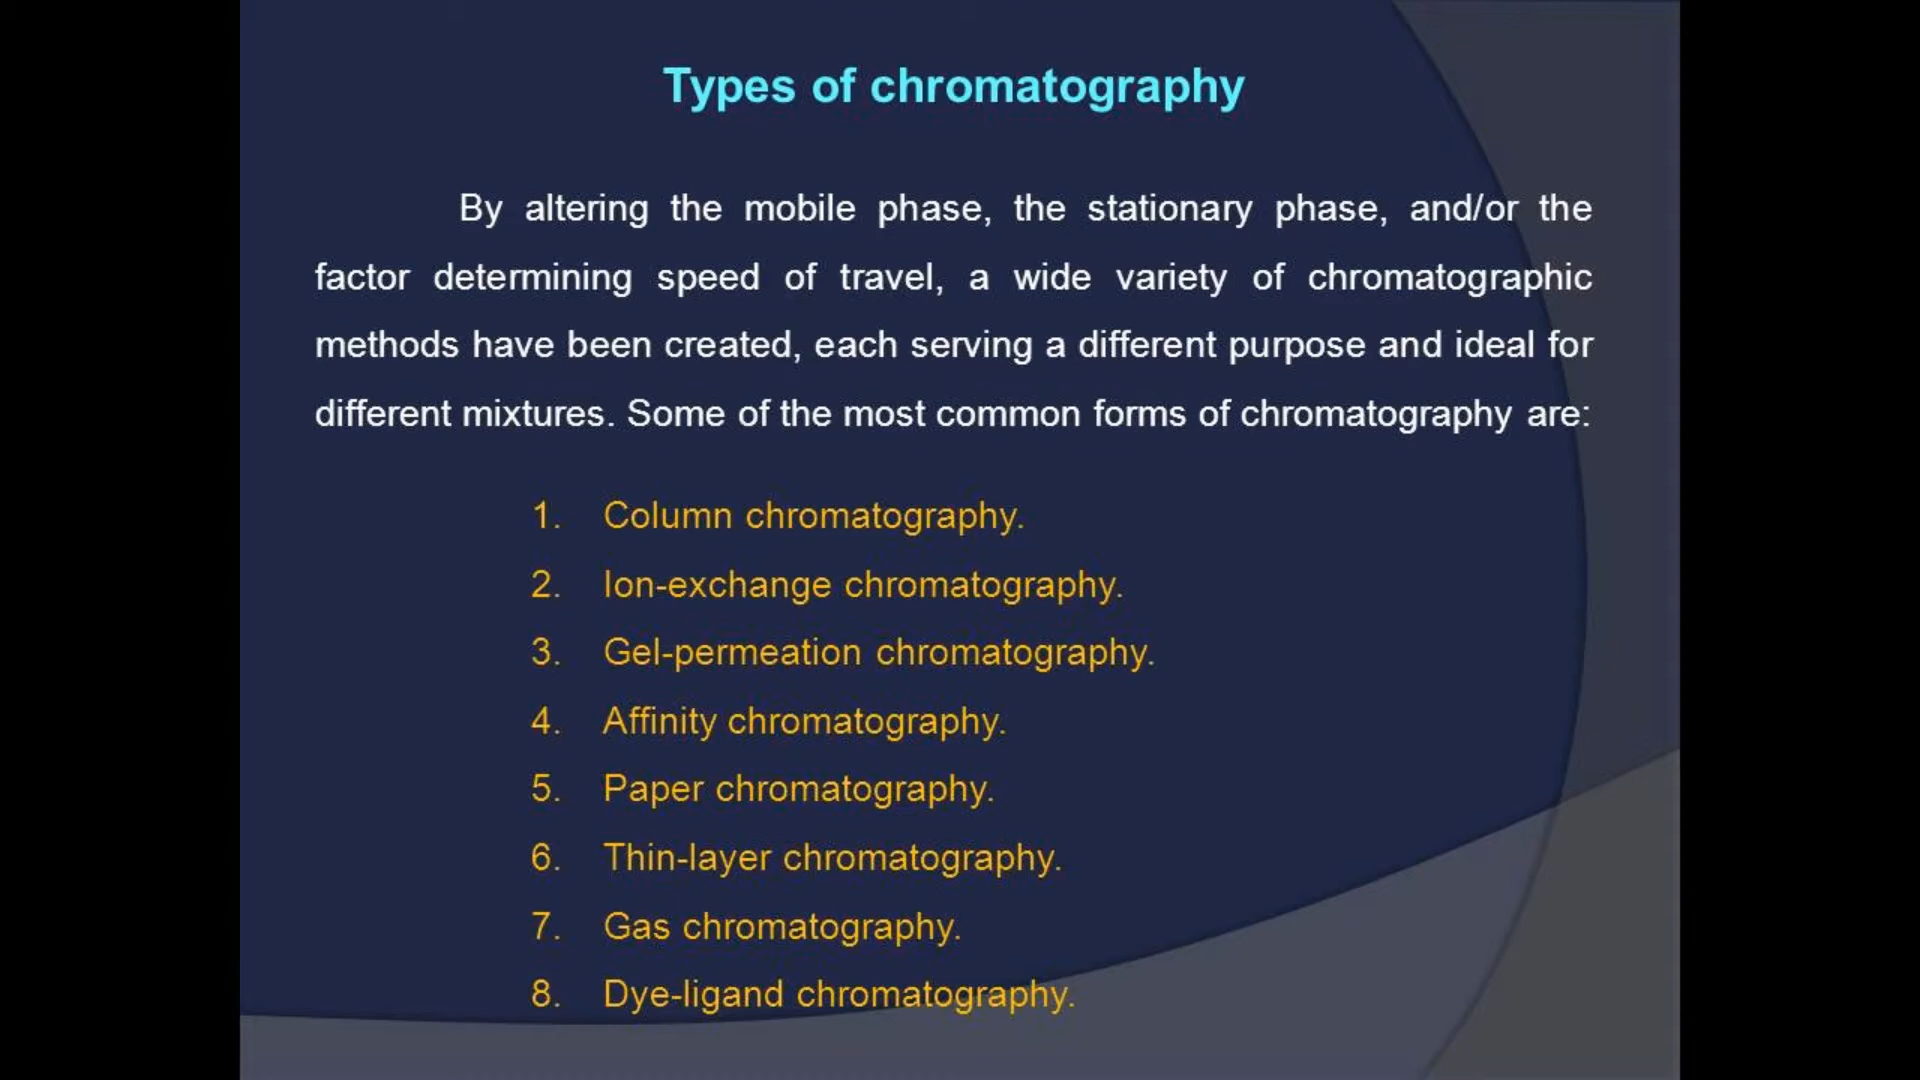 Types of chromatography
By altering the mobile phase, the stationary phase, and/or the
factor determining speed of travel, a wide variety of chromatographic
methods have been created, each serving a different purpose and ideal for
different mixtures. Some of the most common forms of chromatography are:
1. Column chromatography.
2. Ion-exchange chromatography.
3. Gel-permeation chromatography.
4. Affinity chromatography.
5. Paper chromatography.
6. Thin-layer chromatography.
7. Gas chromatography.
8. Dye-ligand chromatography.